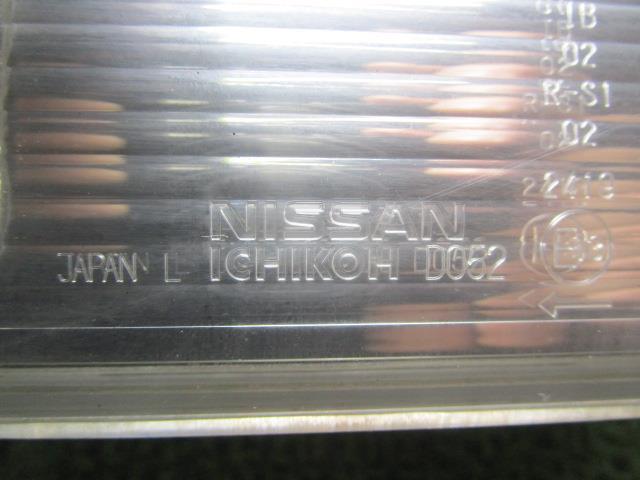 IB
02
R-S1
02
22413
NISSAN
JAPAN L ICHIKOH D052